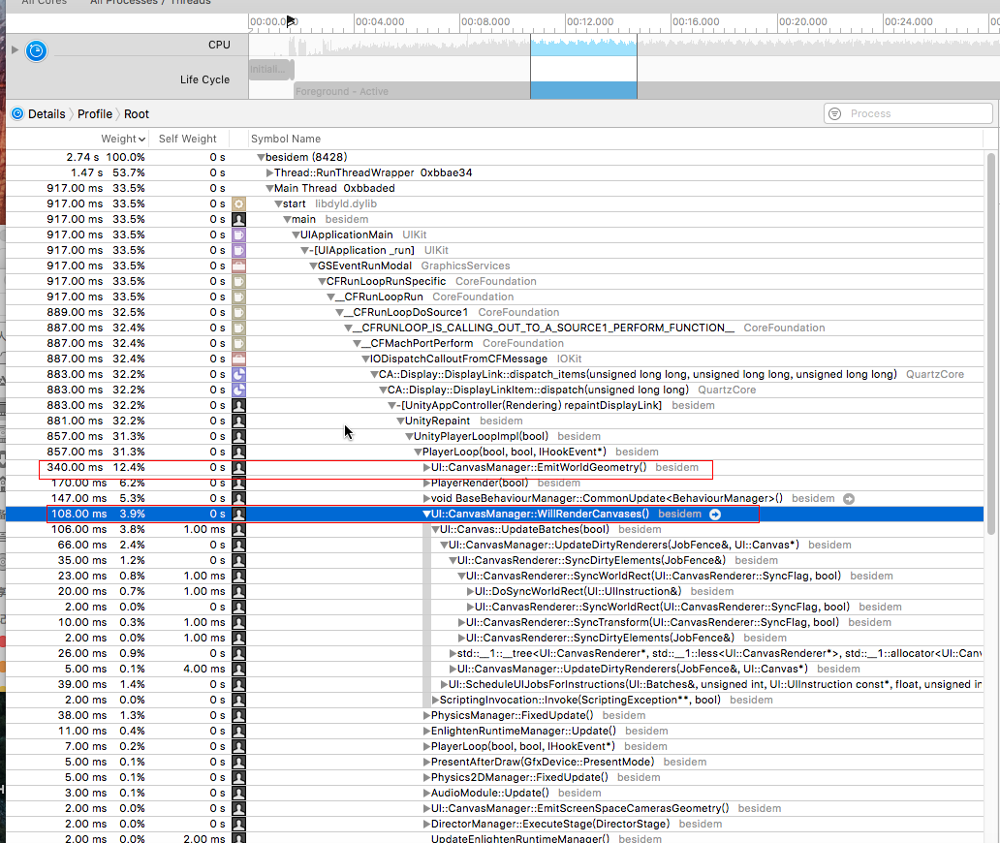 All Cores All Processes / Threads
00:00.000 00:04.000 00:08.000 00:12.000 00:16.000 00:20.000 00:24.000
CPU
Life Cycle
Initiali...
Foreground - Active
Details Profile Root Process
Weight Self Weight Symbol Name
2.74 s 100.0% 0 s besidem (8428)
1.47 s 53.7% 0 s Thread::RunThreadWrapper 0xbbae34
917.00 ms 33.5% 0 s Main Thread 0xbbaded
917.00 ms 33.5% 0 s start libdyld.dylib
917.00 ms 33.5% 0 s main besidem
917.00 ms 33.5% 0 s UIApplicationMain UIKit
917.00 ms 33.5% 0 s -[UIApplication _run] UIKit
917.00 ms 33.5% 0 s GSEventRunModal GraphicsServices
917.00 ms 33.5% 0 s CFRunLoopRunSpecific CoreFoundation
917.00 ms 33.5% 0 s __CFRunLoopRun CoreFoundation
889.00 ms 32.5% 0 s __CFRunLoopDoSource1 CoreFoundation
887.00 ms 32.4% 0 s __CFRUNLOOP_IS_CALLING_OUT_TO_A_SOURCE1_PERFORM_FUNCTION__ CoreFoundation
887.00 ms 32.4% 0 s __CFMachPortPerform CoreFoundation
887.00 ms 32.4% 0 s IODispatchCalloutFromCFMessage IOKit
883.00 ms 32.2% 0 s CA::Display::DisplayLink::dispatch_items(unsigned long long, unsigned long long, unsigned long long) QuartzCore
883.00 ms 32.2% 0 s CA::Display::DisplayLinkItem::dispatch(unsigned long long) QuartzCore
883.00 ms 32.2% 0 s -[UnityAppController(Rendering) repaintDisplayLink] besidem
881.00 ms 32.2% 0 s UnityRepaint besidem
857.00 ms 31.3% 0 s UnityPlayerLoopImpl(bool) besidem
857.00 ms 31.3% 0 s PlayerLoop(bool, bool, IHookEvent*) besidem
340.00 ms 12.4% 0 s UI::CanvasManager::EmitWorldGeometry() besidem
170.00 ms 6.2% 0 s PlayerRender(bool) besidem
147.00 ms 5.3% 0 s void BaseBehaviourManager::CommonUpdate<BehaviourManager>() besidem
108.00 ms 3.9% 0 s UI::CanvasManager::WillRenderCanvases() besidem
106.00 ms 3.8% 1.00 ms UI::Canvas::UpdateBatches(bool) besidem
66.00 ms 2.4% 0 s UI::CanvasManager::UpdateDirtyRenderers(JobFence&, UI::Canvas*) besidem
35.00 ms 1.2% 0 s UI::CanvasRenderer::SyncDirtyElements(JobFence&) besidem
23.00 ms 0.8% 1.00 ms UI::CanvasRenderer::SyncWorldRect(UI::CanvasRenderer::SyncFlag, bool) besidem
20.00 ms 0.7% 1.00 ms UI::DoSyncWorldRect(UI::UIInstruction&) besidem
2.00 ms 0.0% 0 s UI::CanvasRenderer::SyncWorldRect(UI::CanvasRenderer::SyncFlag, bool) besidem
10.00 ms 0.3% 1.00 ms UI::CanvasRenderer::SyncTransform(UI::CanvasRenderer::SyncFlag, bool) besidem
2.00 ms 0.0% 1.00 ms UI::CanvasRenderer::SyncDirtyElements(JobFence&) besidem
26.00 ms 0.9% 0 s std::__1::__tree<UI::CanvasRenderer*, std::__1::less<UI::CanvasRenderer*>, std::__1::allocator<UI::Canv
5.00 ms 0.1% 4.00 ms UI::CanvasManager::UpdateDirtyRenderers(JobFence&, UI::Canvas*) besidem
39.00 ms 1.4% 0 s UI::ScheduleUIJobsForInstructions(UI::Batches&, unsigned int, UI::UIInstruction const*, float, unsigned in
2.00 ms 0.0% 0 s ScriptingInvocation::Invoke(ScriptingException**, bool) besidem
38.00 ms 1.3% 0 s PhysicsManager::FixedUpdate() besidem
11.00 ms 0.4% 0 s EnlightenRuntimeManager::Update() besidem
7.00 ms 0.2% 0 s PlayerLoop(bool, bool, IHookEvent*) besidem
5.00 ms 0.1% 0 s PresentAfterDraw(GfxDevice::PresentMode) besidem
5.00 ms 0.1% 0 s Physics2DManager::FixedUpdate() besidem
3.00 ms 0.1% 0 s AudioModule::Update() besidem
2.00 ms 0.0% 0 s UI::CanvasManager::EmitScreenSpaceCamerasGeometry() besidem
2.00 ms 0.0% 0 s DirectorManager::ExecuteStage(DirectorStage) besidem
2.00 ms 0.0% 2.00 ms UpdateEnlightenRuntimeManager() besidem